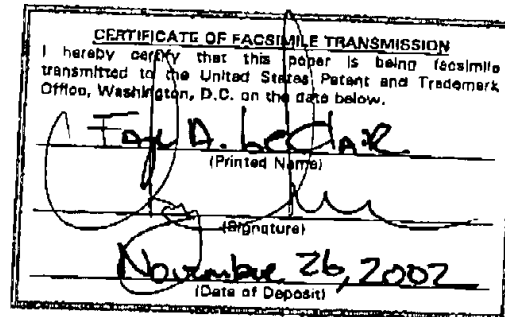 CERTIFICATE OF FACSIMILE TRANSMISSION
I hereby certify that this paper is being facsimile
transmitted to the United States Patent and Trademark
Office, Washington, D.C. on the date below.
D.
(Printed Name)
(Signature)
November 26, 2002
(Date of Deposit)